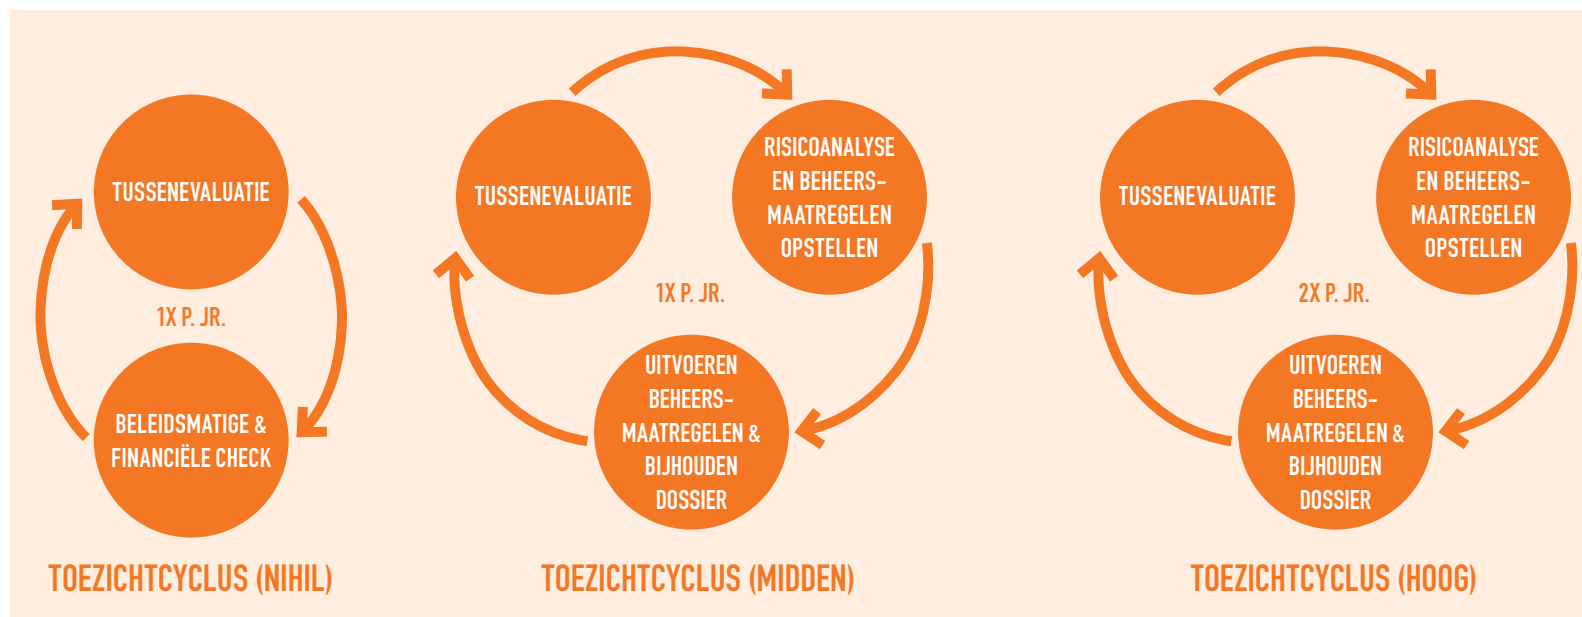 TUSSENEVALUATIE
1X P. JR.
BELEIDSMATIGE &
FINANCIËLE CHECK
TOEZICHTCYCLUS (NIHIL)
TUSSENEVALUATIE
RISICOANALYSE
EN BEHEERS-
MAATREGELEN
OPSTELLEN
1X P. JR.
UITVOEREN
BEHEERS-
MAATREGELEN &
BIJHOUDEN
DOSSIER
TOEZICHTCYCLUS (MIDDEN)
TUSSENEVALUATIE
RISICOANALYSE
EN BEHEERS-
MAATREGELEN
OPSTELLEN
2X P. JR.
UITVOEREN
BEHEERS-
MAATREGELEN &
BIJHOUDEN
DOSSIER
TOEZICHTCYCLUS (HOOG)